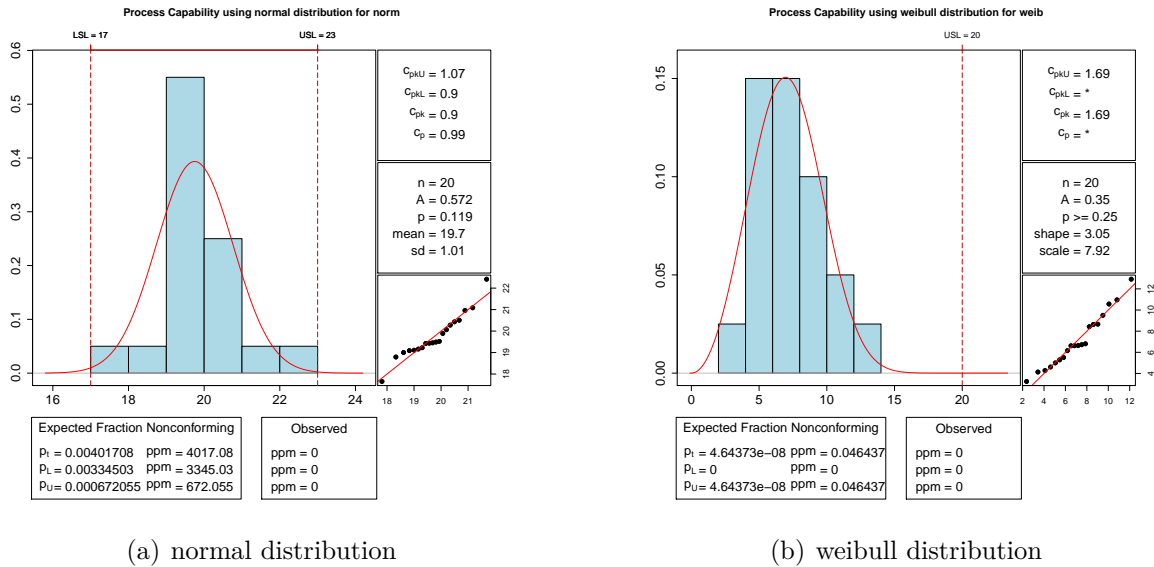 Process Capability using normal distribution for norm
LSL = 17
USL = 23
0.6
0.5
0.4
0.3
0.2
0.1
0.0
16
18
20
22
24
cpkU = 1.07
cpkL = 0.9
cpk = 0.9
cp = 0.99
n = 20
A = 0.572
p = 0.119
mean = 19.7
sd = 1.01
22
21
20
19
18
18 19 20 21
Expected Fraction Nonconforming
pt = 0.00401708 ppm = 4017.08
pL = 0.00334503 ppm = 3345.03
pU = 0.000672055 ppm = 672.055
Observed
ppm = 0
ppm = 0
ppm = 0
(a) normal distribution
Process Capability using weibull distribution for weib
USL = 20
0.15
0.10
0.05
0.00
0
5
10
15
20
cpkU = 1.69
cpkL = *
cpk = 1.69
cp = *
n = 20
A = 0.35
p >= 0.25
shape = 3.05
scale = 7.92
12
10
8
6
4
2 4 6 8 10 12
Expected Fraction Nonconforming
pt = 4.64373e−08 ppm = 0.046437
pL = 0 ppm = 0
pU = 4.64373e−08 ppm = 0.046437
Observed
ppm = 0
ppm = 0
ppm = 0
(b) weibull distribution